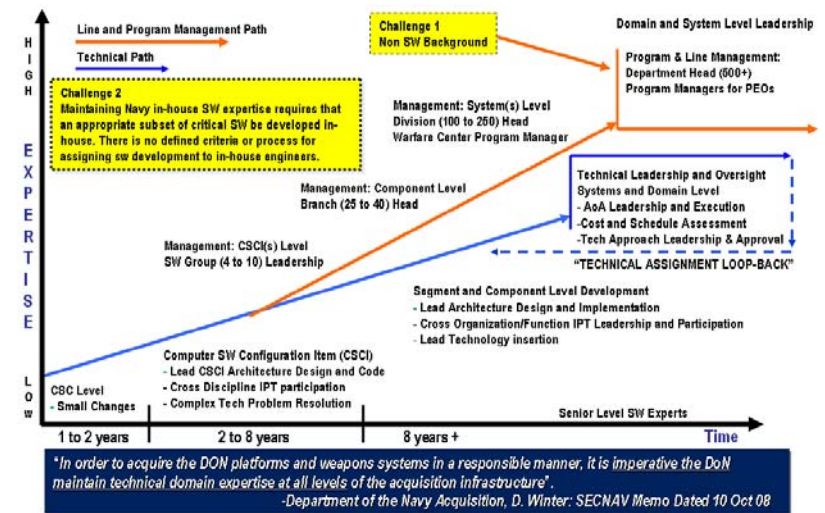 HIGH
EXPERTISE
LOW
Line and Program Management Path
Technical Path
Challenge 1
Non SW Background
Domain and System Level Leadership
Program & Line Management:
Department Head (500+)
Program Managers for PEOs
Challenge 2
Maintaining Navy in-house SW expertise requires that
an appropriate subset of critical SW be developed in-
house. There is no defined criteria or process for
assigning sw development to in-house engineers.
Management: System(s) Level
Division (100 to 250) Head
Warfare Center Program Manager
Management: Component Level
Branch (25 to 40) Head
Technical Leadership and Oversight
Systems and Domain Level
- AoA Leadership and Execution
-Cost and Schedule Assessment
-Tech Approach Leadership & Approval
Management: CSCI(s) Level
SW Group (4 to 10) Leadership
"TECHNICAL ASSIGNMENT LOOP-BACK"
Segment and Component Level Development
- Lead Architecture Design and Implementation
- Cross Organization/Function IPT Leadership and Participation
- Lead Technology insertion
Computer SW Configuration Item (CSCI)
- Lead CSCI Architecture Design and Code
- Cross Discipline IPT participation
- Complex Tech Problem Resolution
CSC Level
- Small Changes
Senior Level SW Experts
1 to 2 years
2 to 8 years
8 years +
Time
"In order to acquire the DON platforms and weapons systems in a responsible manner, it is imperative the DoN
maintain technical domain expertise at all levels of the acquisition infrastructure".
-Department of the Navy Acquisition, D. Winter: SECNAV Memo Dated 10 Oct 08